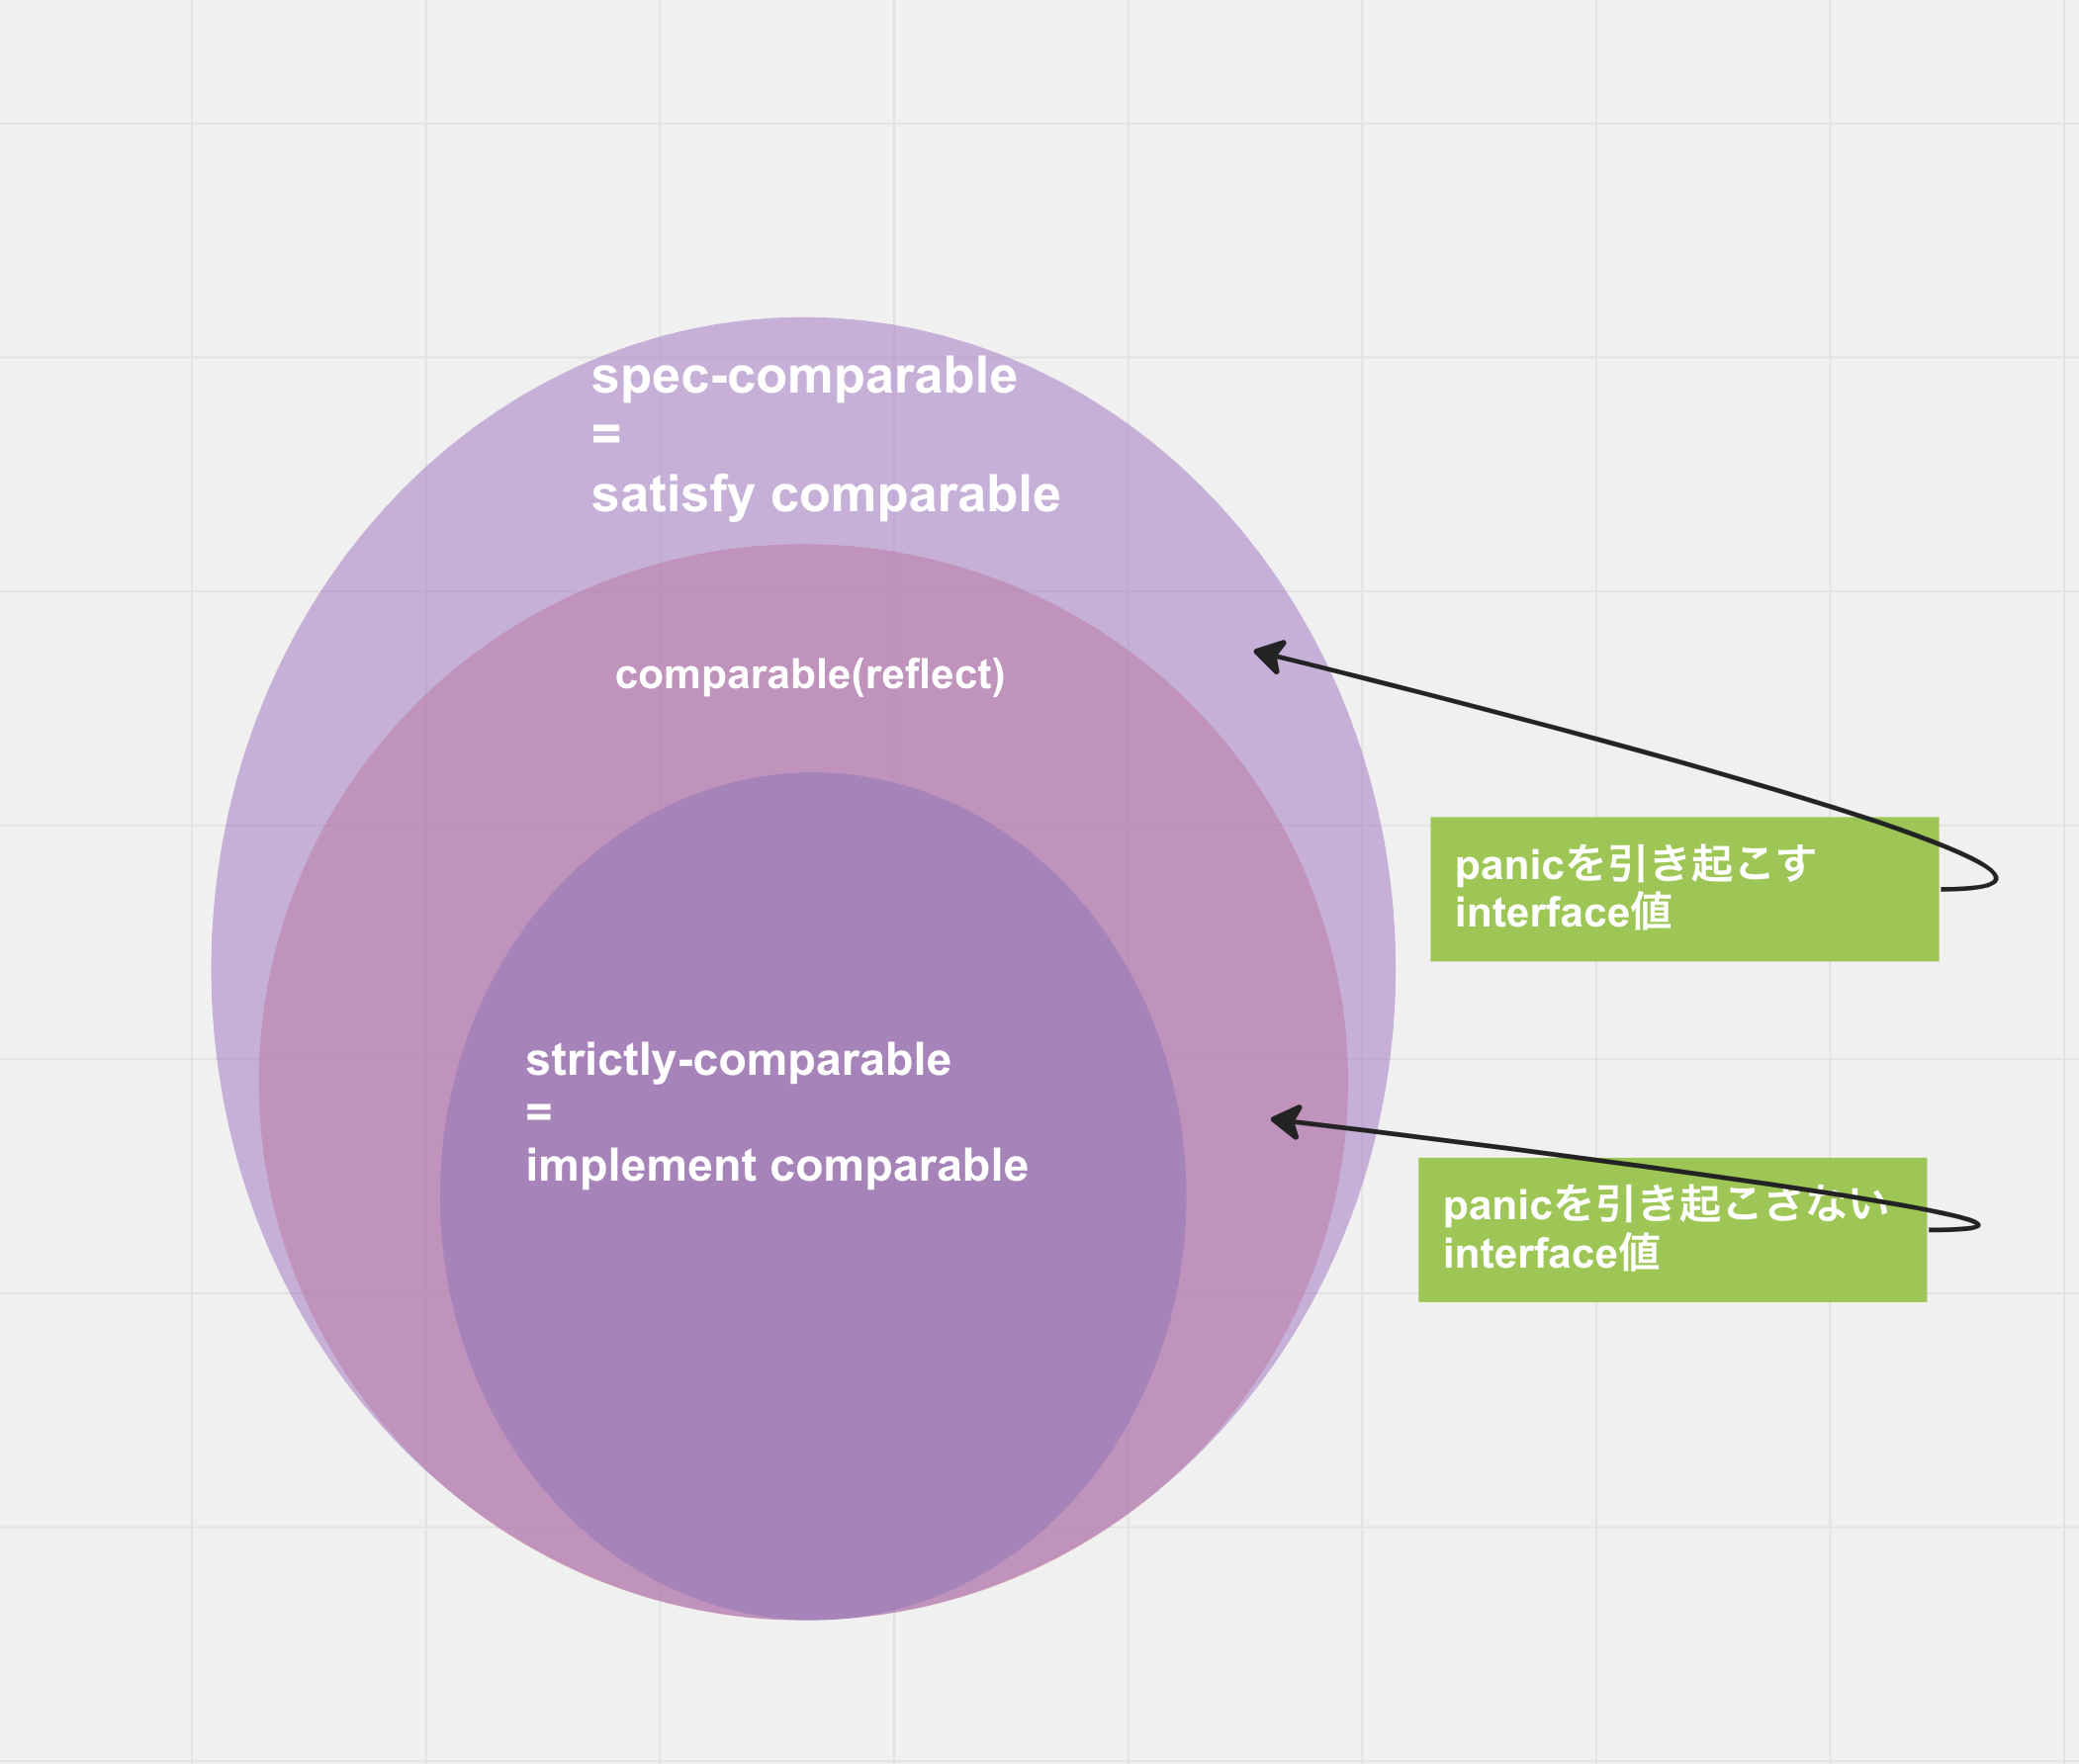 spec-comparable
=
satisfy comparable
comparable(reflect)
panicを引き起こす
interface値
strictly-comparable
=
implement comparable
panicを引き起こさない
interface値